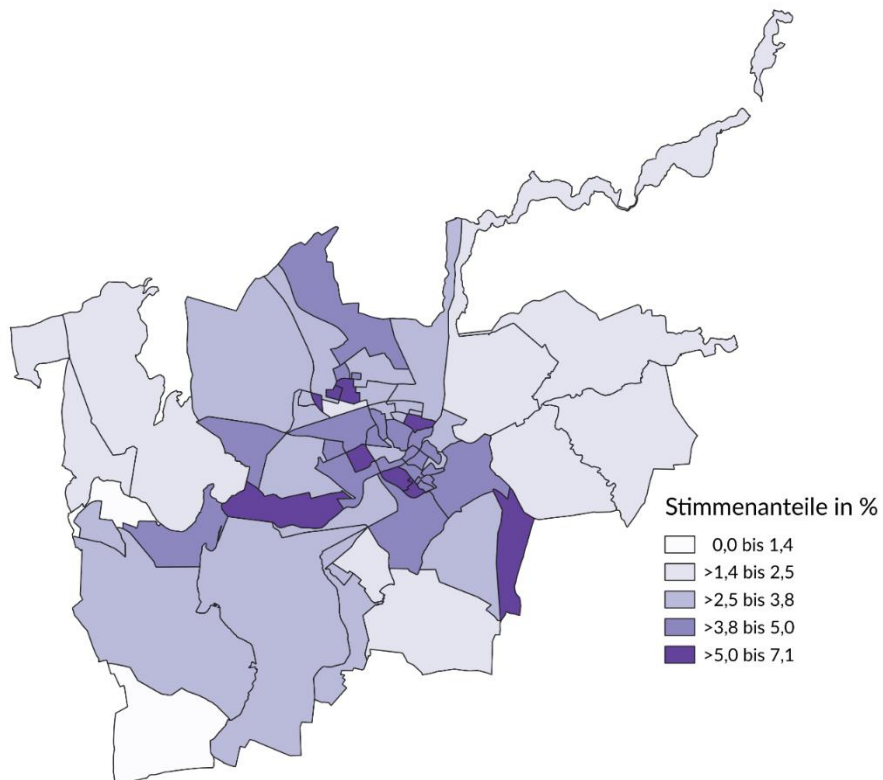 Stimmenanteile in %
0,0 bis 1,4
>1,4 bis 2,5
>2,5 bis 3,8
>3,8 bis 5,0
>5,0 bis 7,1